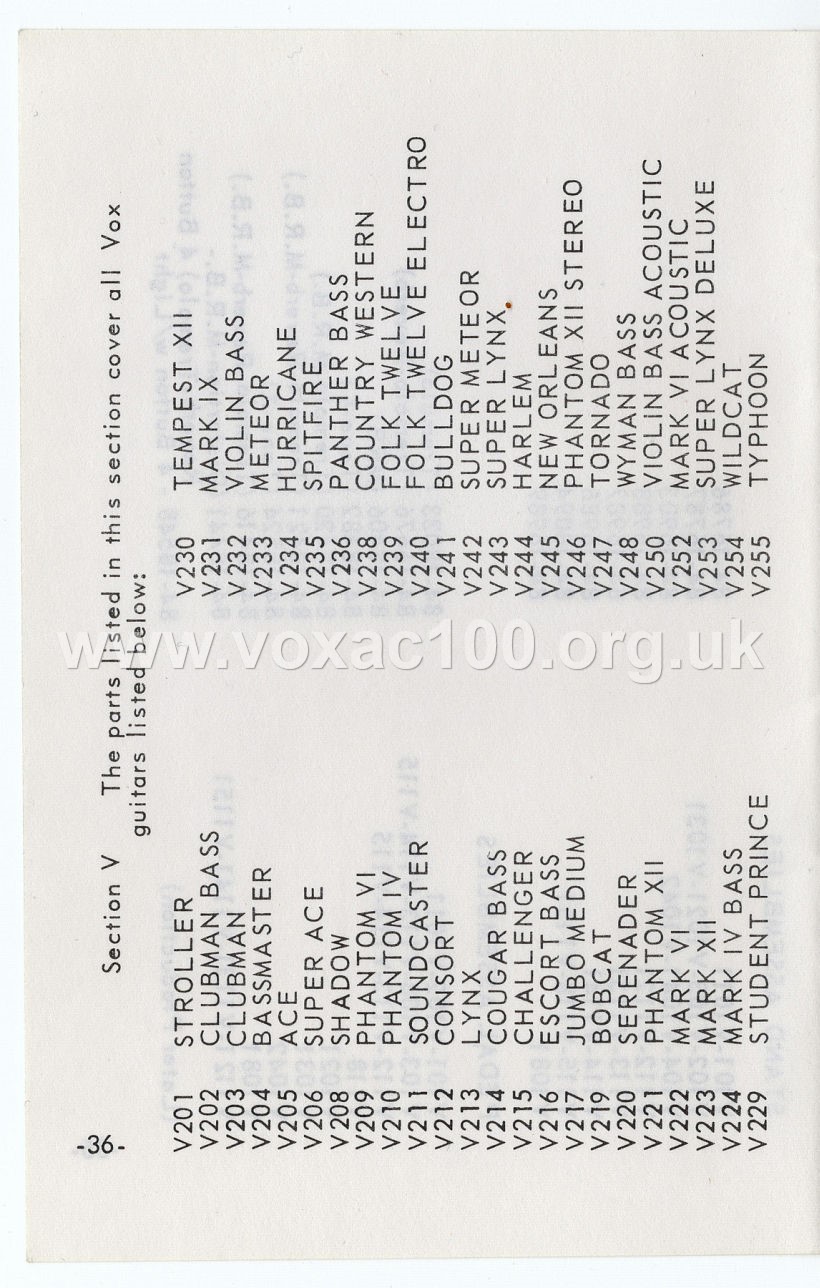 -36-
Section V The parts listed in this section cover all Vox
guitars listed below:
V201 STROLLER
V202 CLUBMAN BASS
V203 CLUBMAN
V204 BASSMASTER
V205 ACE
V206 SUPER ACE
V208 SHADOW
V209 PHANTOM VI
V210 PHANTOM IV
V211 SOUNDCASTER
V212 CONSORT
V213 LYNX
V214 COUGAR BASS
V215 CHALLENGER
V216 ESCORT BASS
V217 JUMBO MEDIUM
V219 BOBCAT
V220 SERENADER
V221 PHANTOM XII
V222 MARK VI
V223 MARK XII
V224 MARK IV BASS
V229 STUDENT PRINCE
V230 TEMPEST XII
V231 MARK IX
V232 VIOLIN BASS
V233 METEOR
V234 HURRICANE
V235 SPITFIRE
V236 PANTHER BASS
V238 COUNTRY WESTERN
V239 FOLK TWELVE
V240 FOLK TWELVE ELECTRO
V241 BULLDOG
V242 SUPER METEOR
V243 SUPER LYNX
V244 HARLEM
V245 NEW ORLEANS
V246 PHANTOM XII STEREO
V247 TORNADO
V248 WYMAN BASS
V250 VIOLIN BASS ACOUSTIC
V252 MARK VI ACOUSTIC
V253 SUPER LYNX DELUXE
V254 WILDCAT
V255 TYPHOON
www.voxac100.org.uk